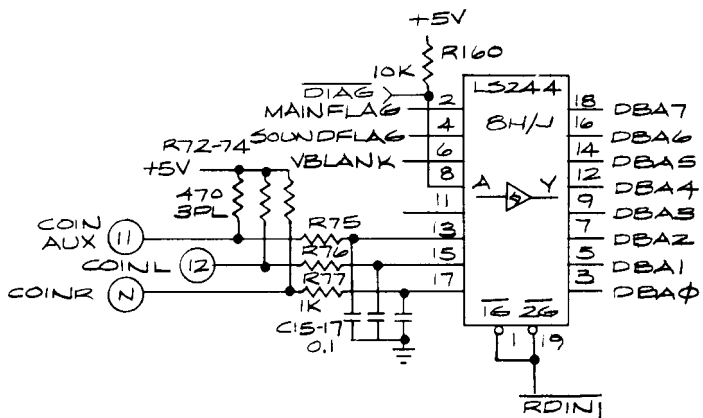 +5V
R160
10K
DIAG
LS244
8H/J
MAINFLAG 2
18 DBA7
SOUNDFLAG 4
16 DBA6
VBLANK 6
14 DBA5
8
12 DBA4
11
9 DBA3
13
7 DBA2
15
5 DBA1
17
3 DBAØ
A Y
R72-74
+5V
470
3PL
COIN
AUX 11
R75
COINL 12
R76
COINR N
R77
1K
C15-17
0.1
1G 2G
1 19
RDIN1